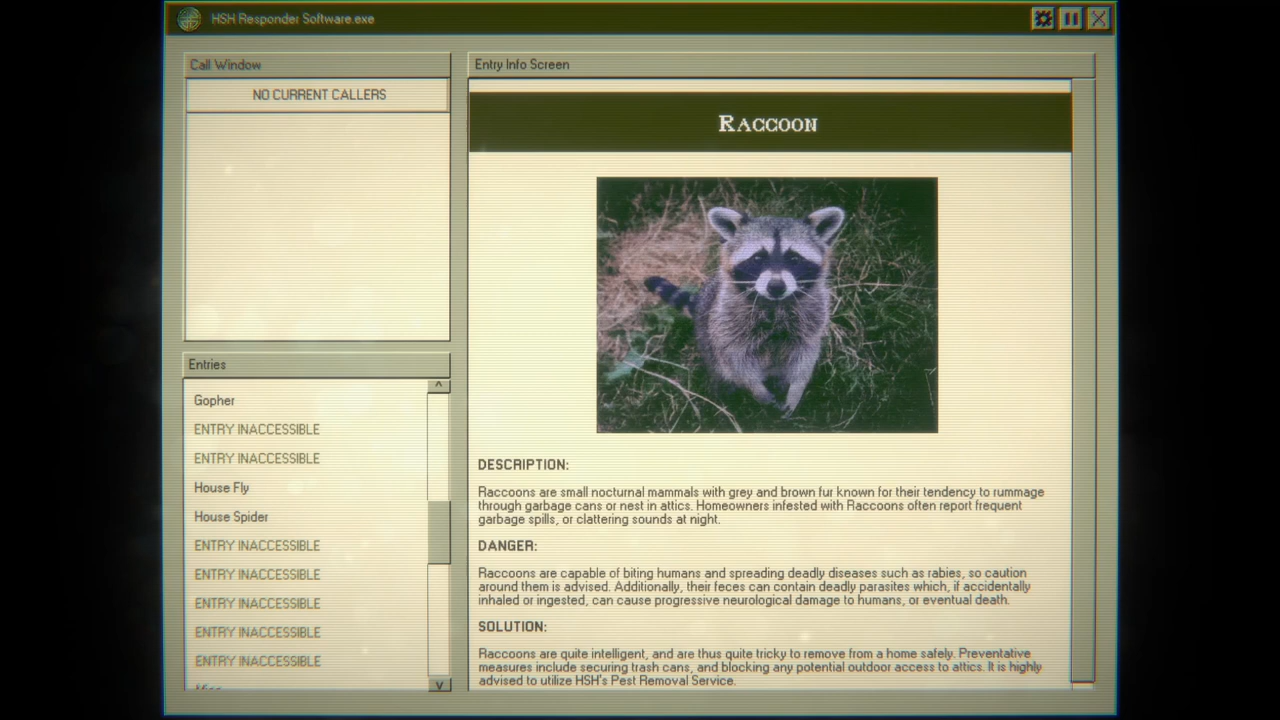 HSH Responder Software.exe
Call Window
NO CURRENT CALLERS
Entries
Gopher
ENTRY INACCESSIBLE
ENTRY INACCESSIBLE
House Fly
House Spider
ENTRY INACCESSIBLE
ENTRY INACCESSIBLE
ENTRY INACCESSIBLE
ENTRY INACCESSIBLE
ENTRY INACCESSIBLE
Entry Info Screen
Raccoon
DESCRIPTION:
Raccoons are small nocturnal mammals with grey and brown fur known for their tendency to rummage
through garbage cans or nest in attics. Homeowners infested with Raccoons often report frequent
garbage spills, or clattering sounds at night.
DANGER:
Raccoons are capable of biting humans and spreading deadly diseases such as rabies, so caution
around them is advised. Additionally, their feces can contain deadly parasites which, if accidentally
inhaled or ingested, can cause progressive neurological damage to humans, or eventual death.
SOLUTION:
Raccoons are quite intelligent, and are thus quite tricky to remove from a home safely. Preventative
measures include securing trash cans, and blocking any potential outdoor access to attics. It is highly
advised to utilize HSH's Pest Removal Service.